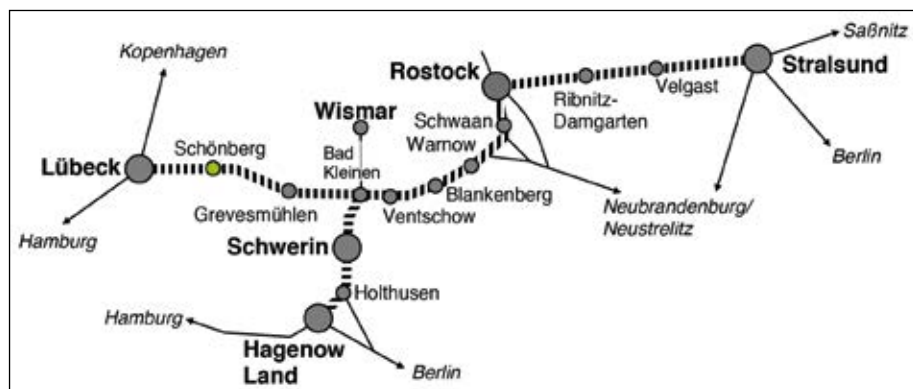 Kopenhagen
Saßnitz
Rostock
Stralsund
Wismar
Velgast
Ribnitz-
Damgarten
Schwaan
Warnow
Schönberg
Bad
Kleinen
Lübeck
Berlin
Blankenberg
Grevesmühlen
Ventschow
Neubrandenburg/
Neustrelitz
Hamburg
Schwerin
Holthusen
Hamburg
Hagenow
Land
Berlin